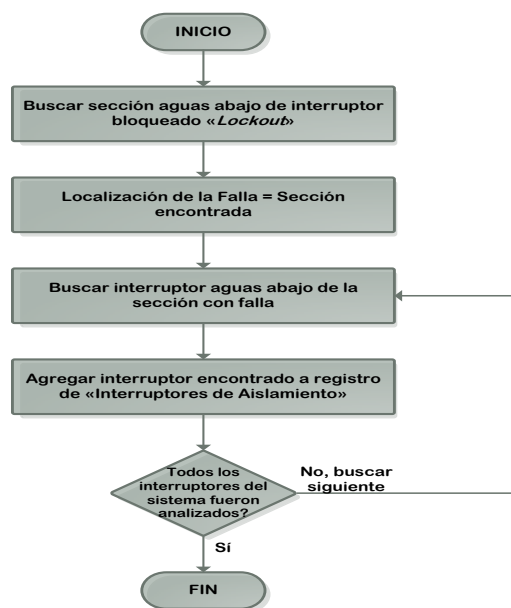 INICIO
Buscar sección aguas abajo de interruptor
bloqueado «Lockout»
Localización de la Falla = Sección
encontrada
Buscar interruptor aguas abajo de la
sección con falla
Agregar interruptor encontrado a registro
de «Interruptores de Aislamiento»
Todos los
interruptores del
sistema fueron
analizados?
No, buscar
siguiente
Sí
FIN